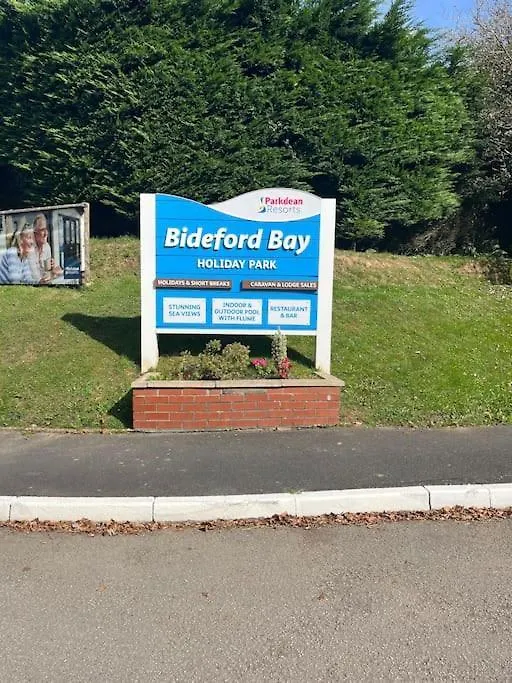 Parkdean
Resorts
Bideford Bay
HOLIDAY PARK
HOLIDAYS & SHORT BREAKS
CARAVAN & LODGE SALES
STUNNING
SEA VIEWS
INDOOR &
OUTDOOR POOL
WITH FLUME
RESTAURANT
& BAR